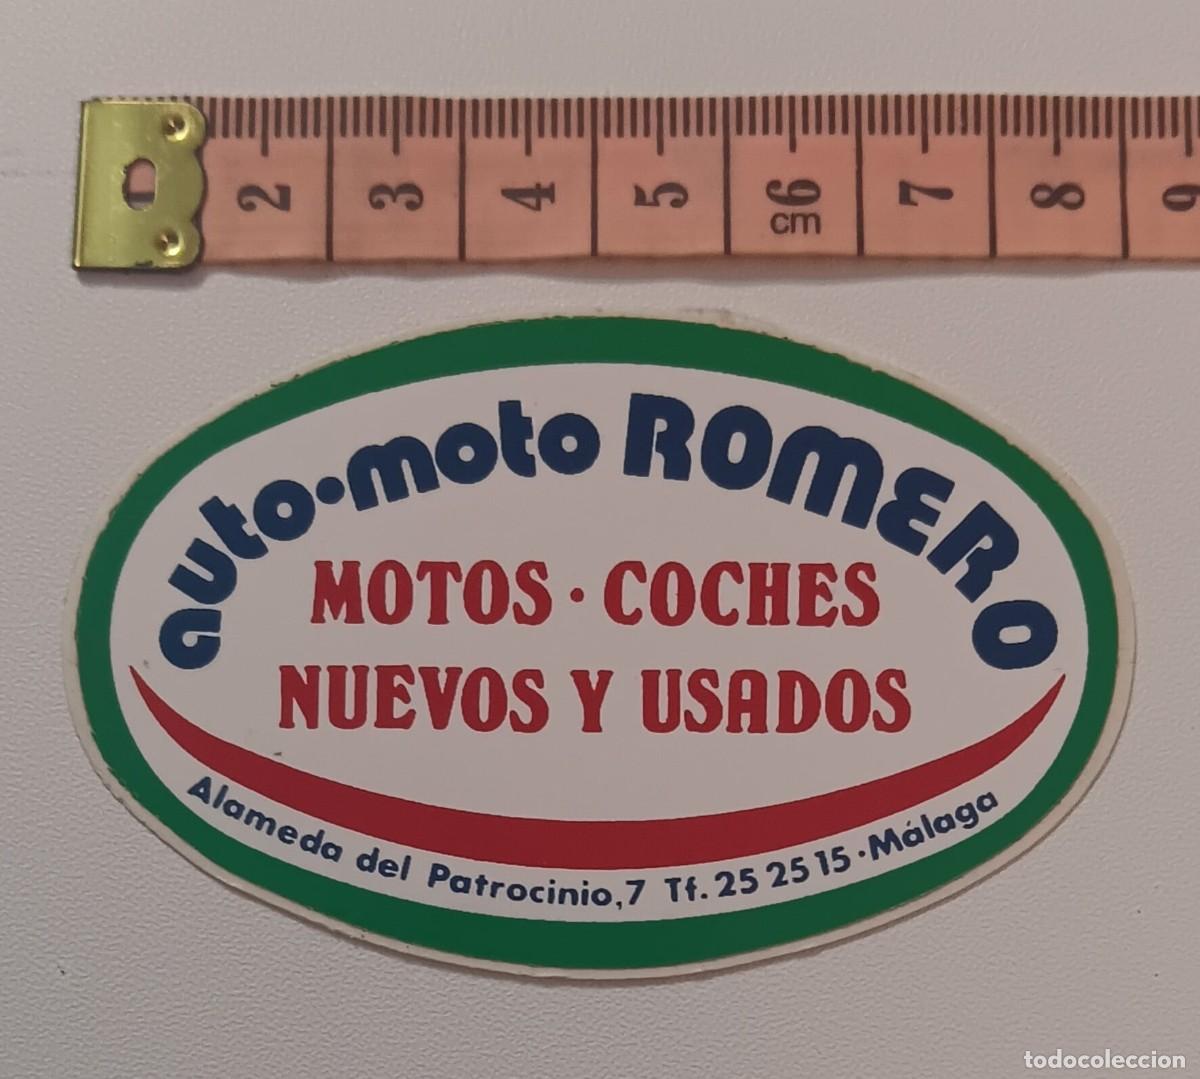 2 3 4 5 6 7 8 9
cm
auto·moto ROMERO
MOTOS · COCHES
NUEVOS Y USADOS
Alameda del Patrocinio,7 Tf. 25 25 15 · Málaga
todocoleccion